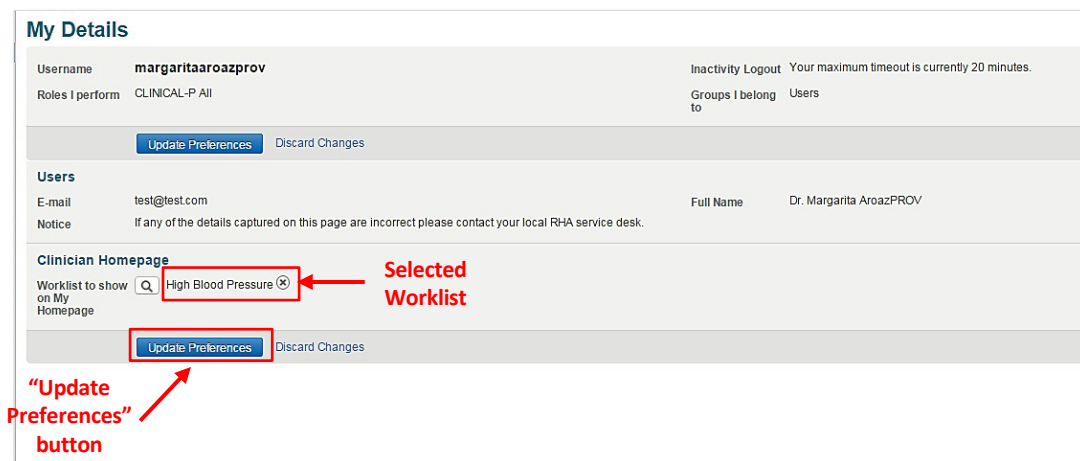 My Details
Username margaritaaroazprov Inactivity Logout Your maximum timeout is currently 20 minutes.
Roles I perform CLINICAL-P All Groups I belong to Users
Update Preferences Discard Changes
Users
E-mail test@test.com Full Name Dr. Margarita AroazPROV
Notice If any of the details captured on this page are incorrect please contact your local RHA service desk.
Clinician Homepage
Worklist to show on My Homepage High Blood Pressure
Selected
Worklist
Update Preferences Discard Changes
“Update
Preferences”
button